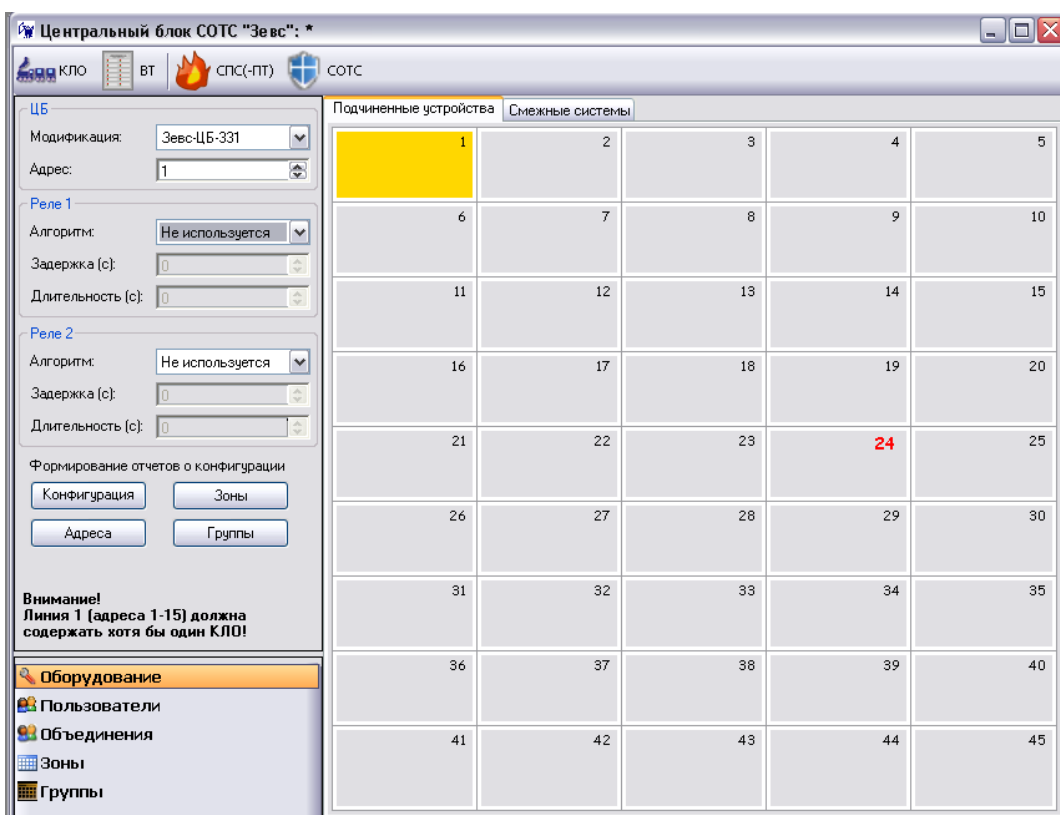 Центральный блок СОТС "Зевс": *
КЛО ВТ СПС(-ПТ) СОТС
ЦБ
Модификация: Зевс-ЦБ-331
Адрес: 1
Реле 1
Алгоритм: Не используется
Задержка (с): 0
Длительность (с): 0
Реле 2
Алгоритм: Не используется
Задержка (с): 0
Длительность (с): 0
Формирование отчетов о конфигурации
Конфигурация Зоны
Адреса Группы
Внимание!
Линия 1 (адреса 1-15) должна
содержать хотя бы один КЛО!
Оборудование
Пользователи
Объединения
Зоны
Группы
Подчиненные устройства Смежные системы
1 2 3 4 5
6 7 8 9 10
11 12 13 14 15
16 17 18 19 20
21 22 23 24 25
26 27 28 29 30
31 32 33 34 35
36 37 38 39 40
41 42 43 44 45